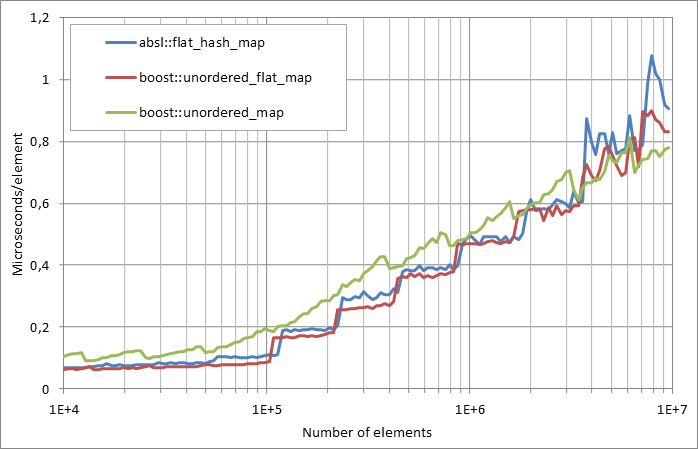 1,2
1
0,8
0,6
0,4
0,2
0
Microseconds/element
absl::flat_hash_map
boost::unordered_flat_map
boost::unordered_map
1E+4
1E+5
1E+6
1E+7
Number of elements